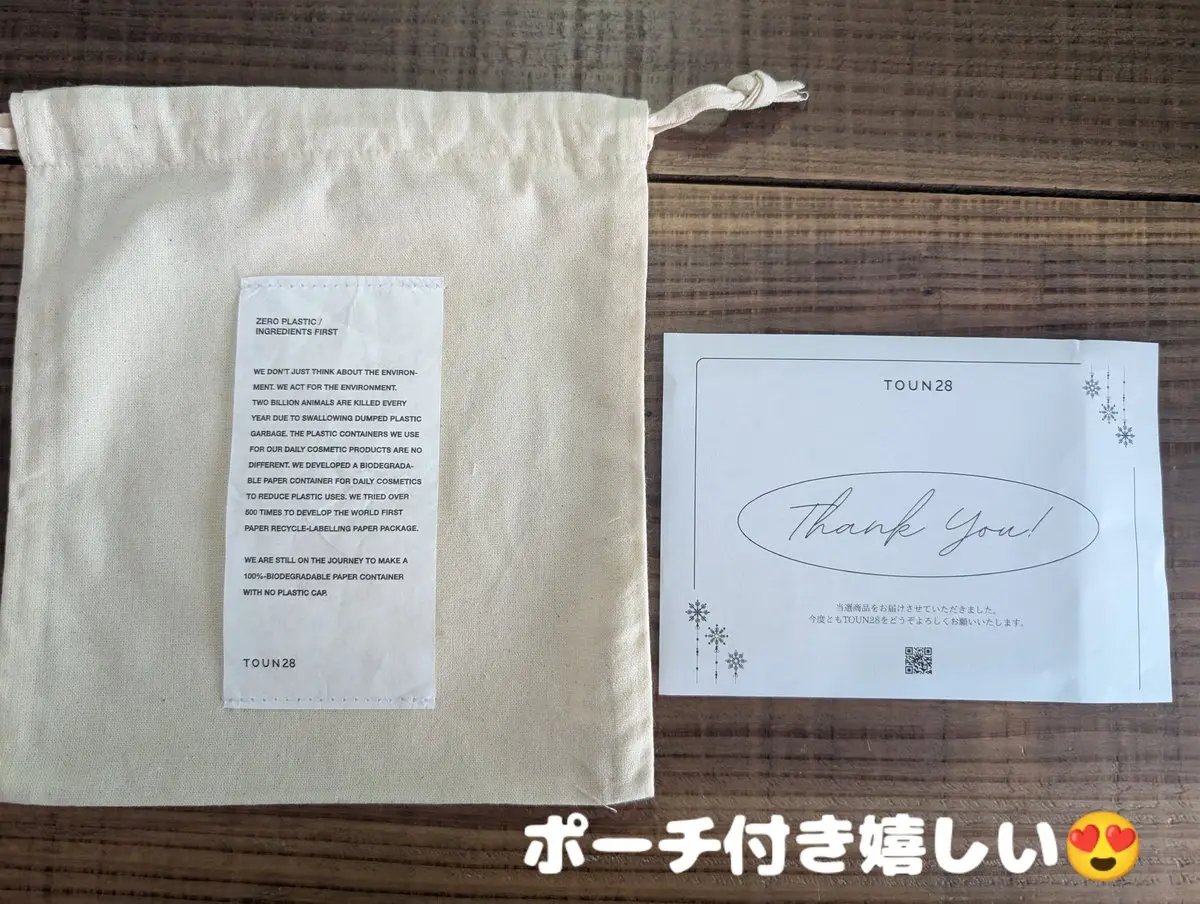 ZERO PLASTIC /
INGREDIENTS FIRST
WE DON'T JUST THINK ABOUT THE ENVIRON-
MENT. WE ACT FOR THE ENVIRONMENT.
TWO BILLION ANIMALS ARE KILLED EVERY
YEAR DUE TO SWALLOWING DUMPED PLASTIC
GARBAGE. THE PLASTIC CONTAINERS WE USE
FOR OUR DAILY COSMETIC PRODUCTS ARE NO
DIFFERENT. WE DEVELOPED A BIODEGRADA-
BLE PAPER CONTAINER FOR DAILY COSMETICS
TO REDUCE PLASTIC USES. WE TRIED OVER
500 TIMES TO DEVELOP THE WORLD FIRST
PAPER RECYCLE-LABELLING PAPER PACKAGE.
WE ARE STILL ON THE JOURNEY TO MAKE A
100%-BIODEGRADABLE PAPER CONTAINER
WITH NO PLASTIC CAP.
TOUN28
TOUN28
Thank You!
当選商品をお届けさせていただきました。
今度ともTOUN28をどうぞよろしくお願いいたします。
ポーチ付き嬉しい😍